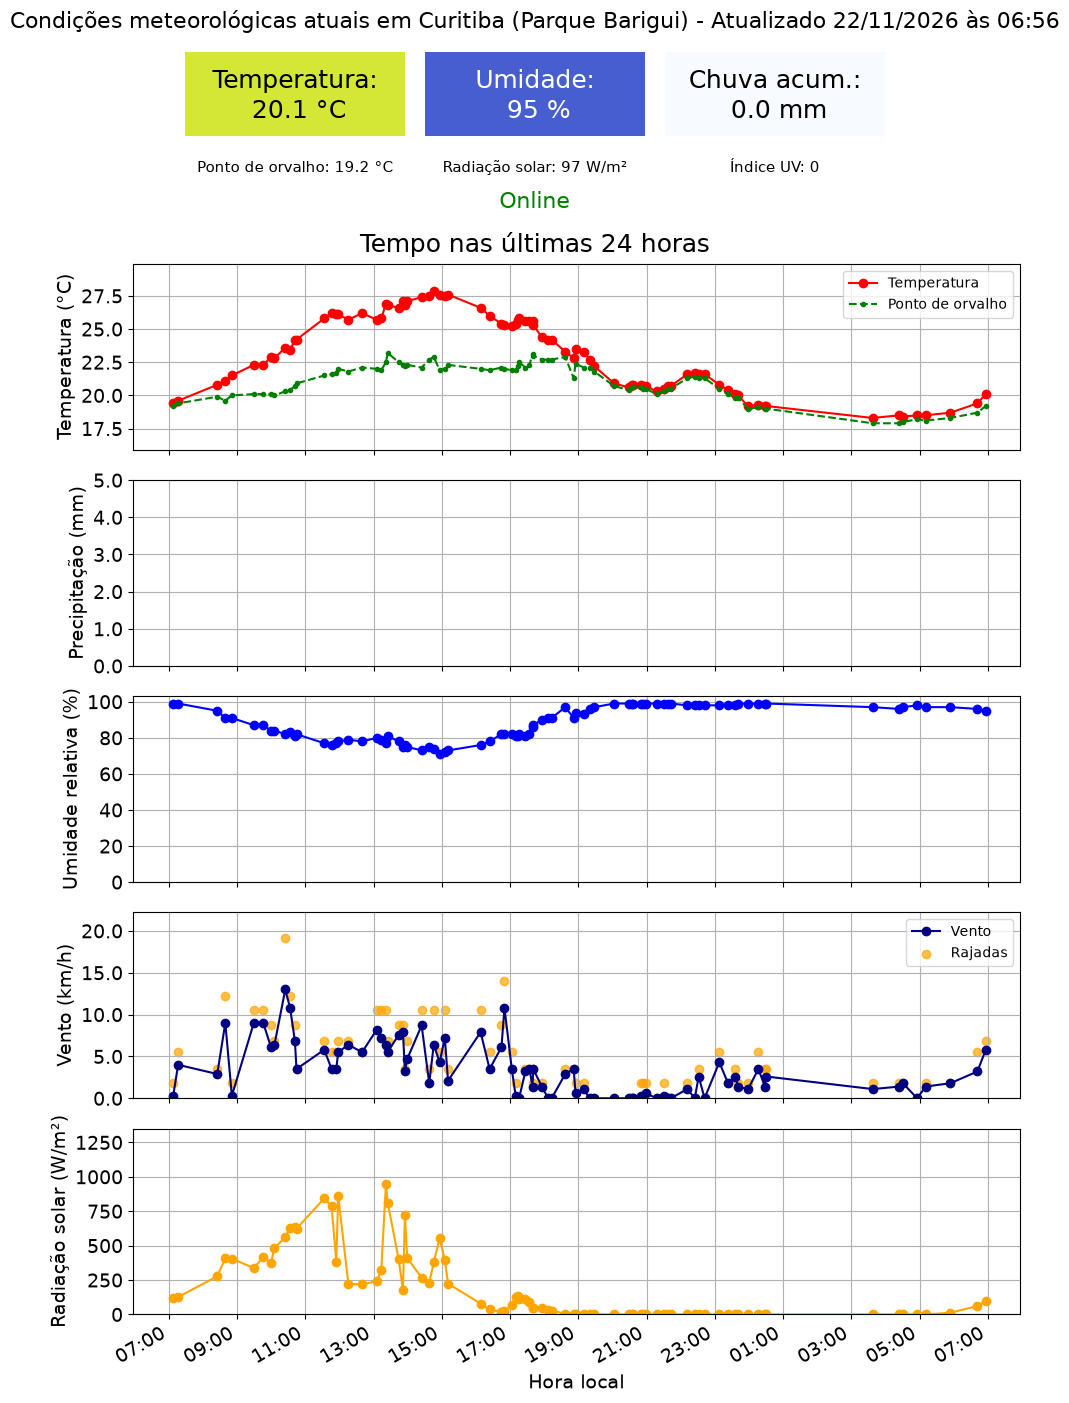 Condições meteorológicas atuais em Curitiba (Parque Barigui) - Atualizado 22/11/2026 às 06:56
Temperatura:
20.1 °C
Umidade:
95 %
Chuva acum.:
0.0 mm
Ponto de orvalho: 19.2 °C
Radiação solar: 97 W/m²
Índice UV: 0
Online
Tempo nas últimas 24 horas
Temperatura (°C)
27.5
25.0
22.5
20.0
17.5
Temperatura
Ponto de orvalho
Precipitação (mm)
5.0
4.0
3.0
2.0
1.0
0.0
Umidade relativa (%)
100
80
60
40
20
0
Vento (km/h)
20.0
15.0
10.0
5.0
0.0
Vento
Rajadas
Radiação solar (W/m²)
1250
1000
750
500
250
0
07:00
09:00
11:00
13:00
15:00
17:00
19:00
21:00
23:00
01:00
03:00
05:00
07:00
Hora local